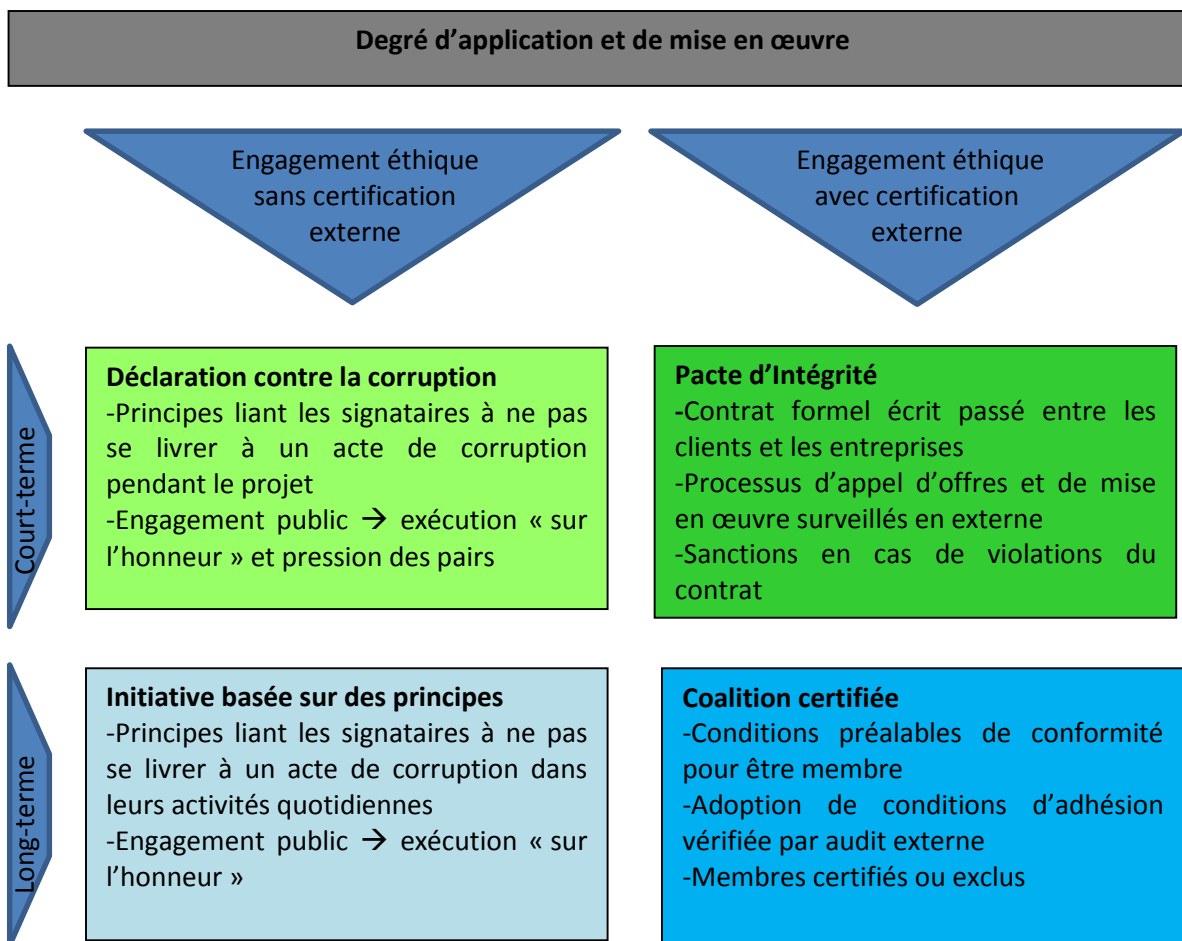 Degré d'application et de mise en œuvre
Engagement éthique
sans certification
externe
Engagement éthique
avec certification
externe
Court-terme
Déclaration contre la corruption
-Principes liant les signataires à ne pas
se livrer à un acte de corruption
pendant le projet
-Engagement public → exécution « sur
l'honneur » et pression des pairs
Pacte d'Intégrité
-Contrat formel écrit passé entre les
clients et les entreprises
-Processus d'appel d'offres et de mise
en œuvre surveillés en externe
-Sanctions en cas de violations du
contrat
Long-terme
Initiative basée sur des principes
-Principes liant les signataires à ne pas
se livrer à un acte de corruption dans
leurs activités quotidiennes
-Engagement public → exécution « sur
l'honneur »
Coalition certifiée
-Conditions préalables de conformité
pour être membre
-Adoption de conditions d'adhésion
vérifiée par audit externe
-Membres certifiés ou exclus